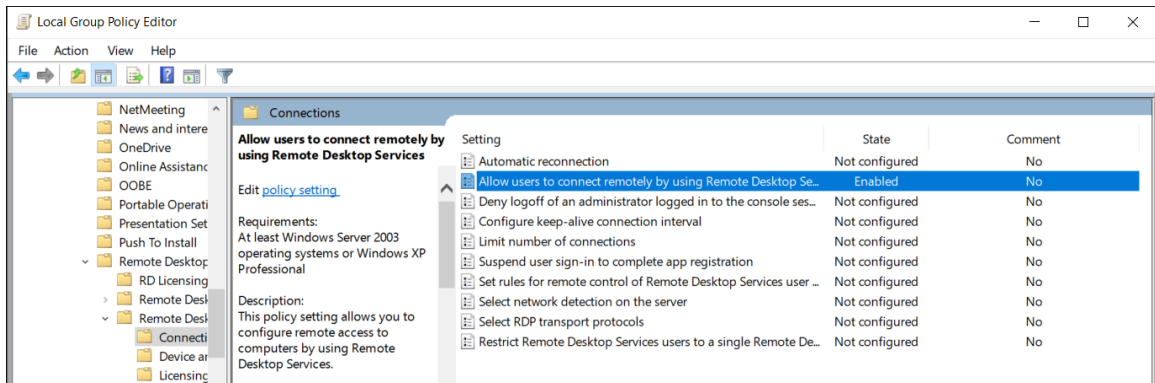 Local Group Policy Editor
File Action View Help
NetMeeting
News and intere
OneDrive
Online Assistanc
OOBE
Portable Operati
Presentation Set
Push To Install
Remote Desktop
RD Licensing
Remote Desk
Remote Desk
Connecti
Device an
Licensing
Connections
Allow users to connect remotely by
using Remote Desktop Services
Edit policy setting
Requirements:
At least Windows Server 2003
operating systems or Windows XP
Professional
Description:
This policy setting allows you to
configure remote access to
computers by using Remote
Desktop Services.
Setting State Comment
Automatic reconnection Not configured No
Allow users to connect remotely by using Remote Desktop Se... Enabled No
Deny logoff of an administrator logged in to the console ses... Not configured No
Configure keep-alive connection interval Not configured No
Limit number of connections Not configured No
Suspend user sign-in to complete app registration Not configured No
Set rules for remote control of Remote Desktop Services user ... Not configured No
Select network detection on the server Not configured No
Select RDP transport protocols Not configured No
Restrict Remote Desktop Services users to a single Remote De... Not configured No